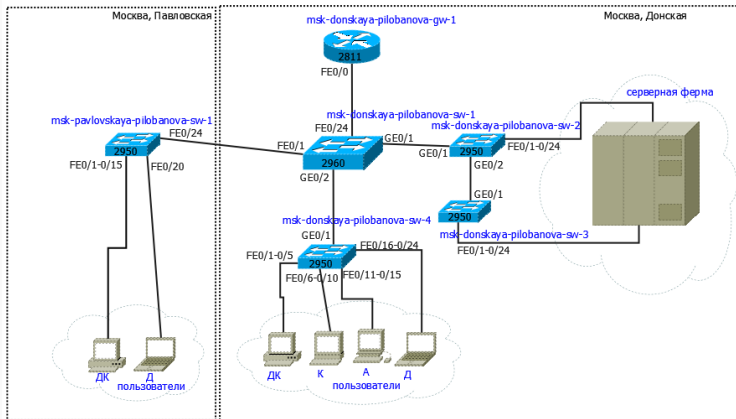 Москва, Павловская
Москва, Донская
msk-donskaya-pilobanova-gw-1
2811
FE0/0
серверная ферма
msk-pavlovskaya-pilobanova-sw-1
msk-donskaya-pilobanova-sw-1
FE0/24
FE0/24
GE0/1
msk-donskaya-pilobanova-sw-2
2950
FE0/1
2960
GE0/1
2950
FE0/1-0/24
FE0/1-0/15
FE0/20
GE0/2
GE0/2
GE0/1
2950
msk-donskaya-pilobanova-sw-4
msk-donskaya-pilobanova-sw-3
GE0/1
FE0/16-0/24
FE0/1-0/24
FE0/1-0/5
2950
FE0/6-0/10
FE0/11-0/15
ДК
Д
пользователи
ДК
К
А
Д
пользователи